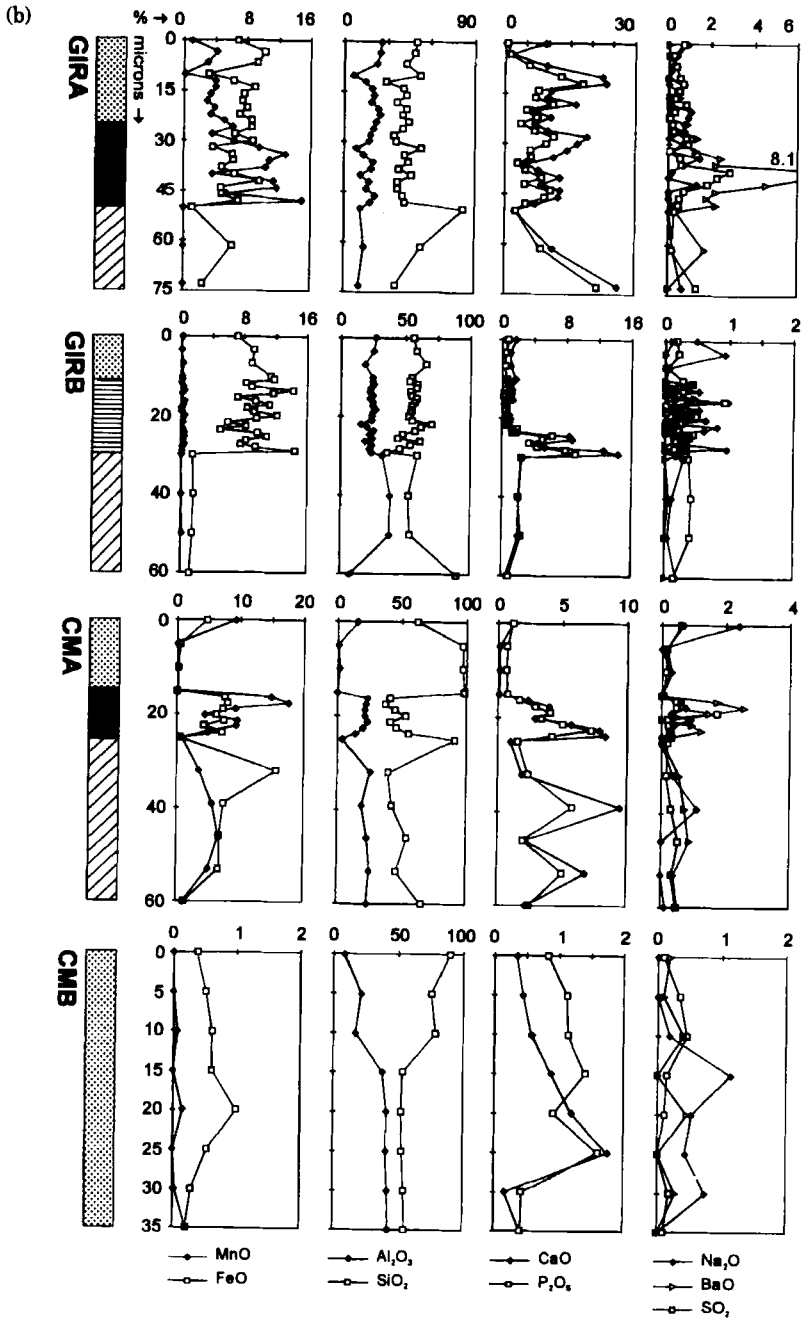 (b)
% → 0 8 16 0 90 0 30 0 2 4 6
GIRA
microns →
0
15
30
45
60
75
8.1
0 8 16 0 50 100 0 8 16 0 1 2
GIRB
0
20
40
60
0 10 20 0 50 100 0 5 10 0 2 4
CMA
0
20
40
60
0 1 2 0 50 100 0 1 2 0 1 2
CMB
0
5
10
15
20
25
30
35
MnO Al₂O₃ CaO Na₂O
FeO SiO₂ P₂O₅ BaO
SO₂